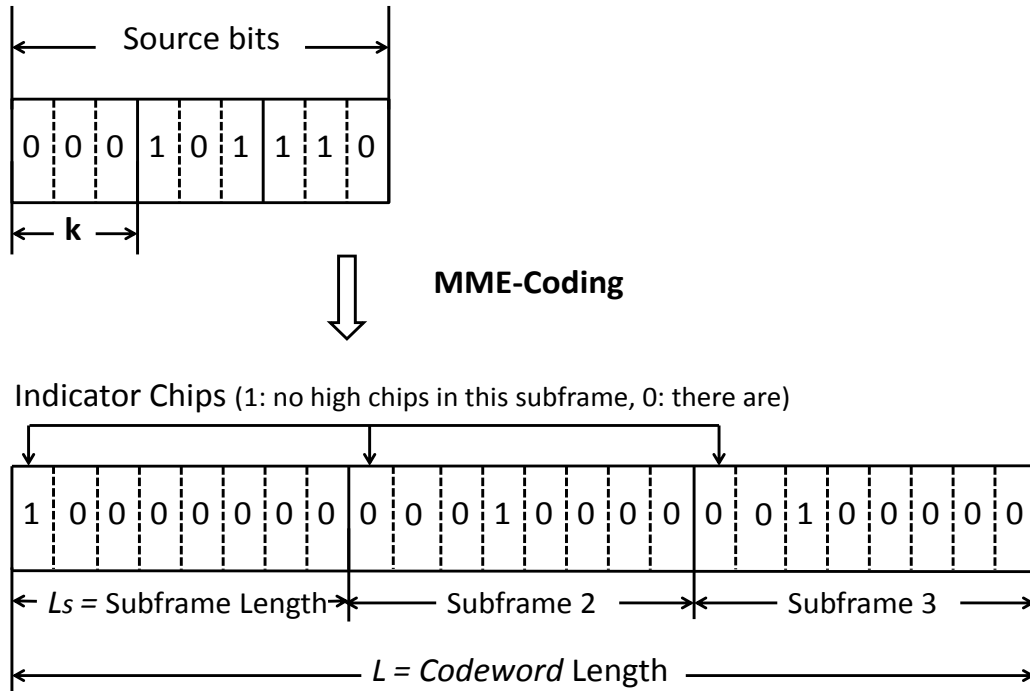 Source bits
0 0 0 1 0 1 1 1 0
k
MME-Coding
Indicator Chips (1: no high chips in this subframe, 0: there are)
1 0 0 0 0 0 0 0 0 0 0 1 0 0 0 0 0 0 1 0 0 0 0 0
Ls = Subframe Length Subframe 2 Subframe 3
L = Codeword Length